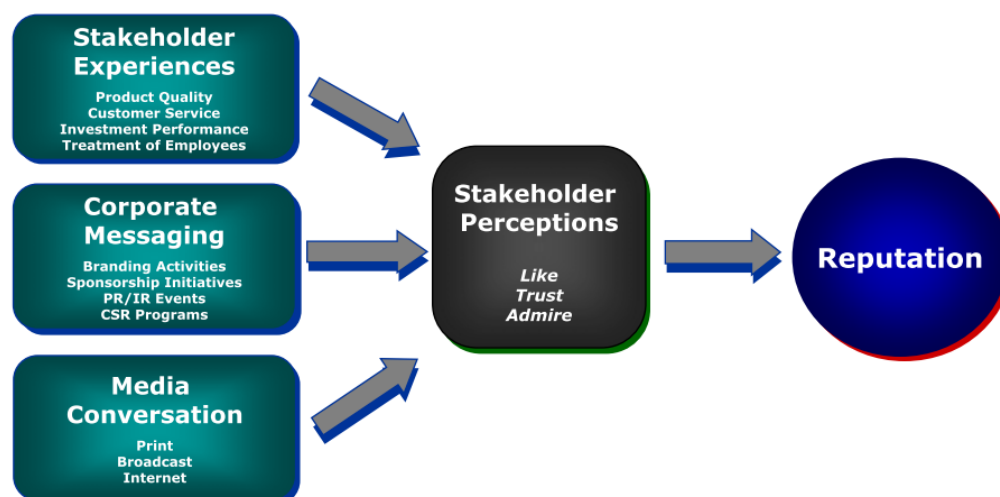 Stakeholder
Experiences
Product Quality
Customer Service
Investment Performance
Treatment of Employees
Corporate
Messaging
Branding Activities
Sponsorship Initiatives
PR/IR Events
CSR Programs
Media
Conversation
Print
Broadcast
Internet
Stakeholder
Perceptions
Like
Trust
Admire
Reputation